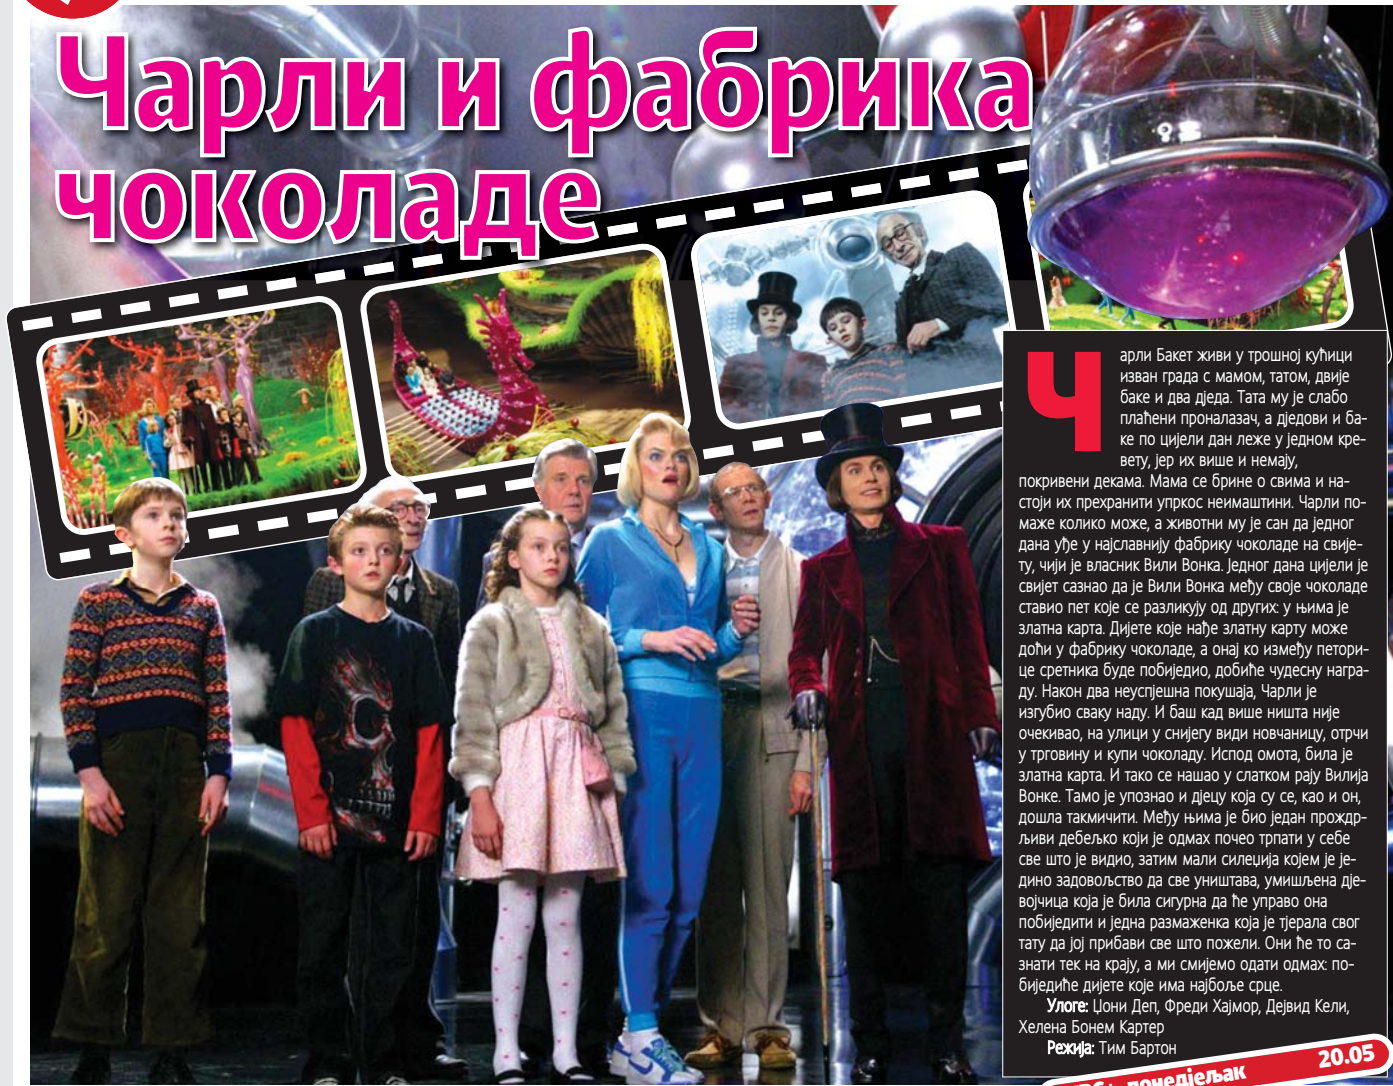 Чарли и фабрика
чоколаде
Чарли Бакет живи у трошној кућици
изван града с мамом, татом, двије
баке и два дједа. Тата му је слабо
плаћени проналазач, а дједови и ба-
ке по цијели дан леже у једном кре-
вету, јер их више и немају,
покривени декама. Мама се брине о свима и на-
стоји их прехранити упркос неимаштини. Чарли по-
маже колико може, а животни му је сан да једног
дана уђе у најславнију фабрику чоколаде на свије-
ту, чији је власник Вили Вонка. Једног дана цијели је
свијет сазнао да је Вили Вонка међу своје чоколаде
ставио пет које се разликују од других: у њима је
златна карта. Дијете које нађе златну карту може
доћи у фабрику чоколаде, а онај ко између петори-
це сретника буде побиједио, добиће чудесну награ-
ду. Након два неуспјешна покушаја, Чарли је
изгубио сваку наду. И баш кад више ништа није
очекивао, на улици у снијегу види новчаницу, отрчи
у трговину и купи чоколаду. Испод омота, била је
златна карта. И тако се нашао у слатком рају Вилија
Вонке. Тамо је упознао и дјецу која су се, као и он,
дошла такмичити. Међу њима је био један прождр-
љиви дебељко који је одмах почео трпати у себе
све што је видио, затим мали силеџија којем је је-
дино задовољство да све уништава, умишљена дје-
војчица која је била сигурна да ће управо она
побиједити и једна размаженка која је тјерала свог
тату да јој прибави све што пожели. Они ће то са-
знати тек на крају, а ми смијемо одати одмах: по-
биједиће дијете које има најбоље срце.
Улоге: Џони Деп, Фреди Хајмор, Дејвид Кели,
Хелена Бонем Картер
Режија: Тим Бартон
понедјељак 20.05